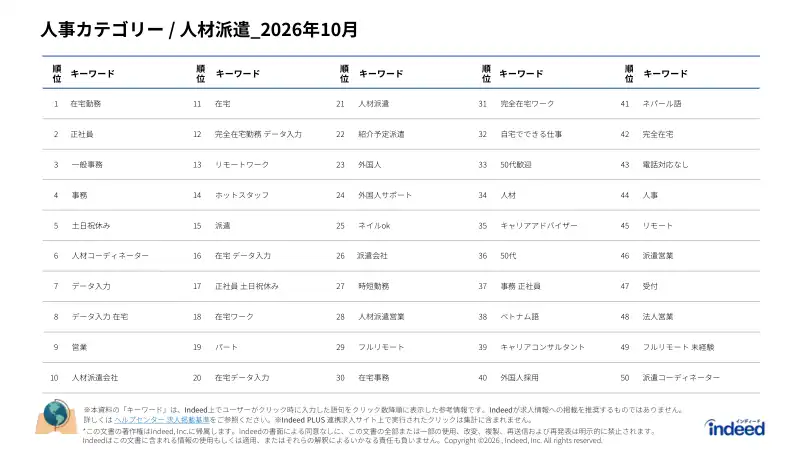 人事カテゴリー / 人材派遣_2026年10月
順位 キーワード 順位 キーワード 順位 キーワード 順位 キーワード 順位 キーワード
1 在宅勤務 11 在宅 21 人材派遣 31 完全在宅ワーク 41 ネパール語
2 正社員 12 完全在宅勤務 データ入力 22 紹介予定派遣 32 自宅でできる仕事 42 完全在宅
3 一般事務 13 リモートワーク 23 外国人 33 50代歓迎 43 電話対応なし
4 事務 14 ホットスタッフ 24 外国人サポート 34 人材 44 人事
5 土日祝休み 15 派遣 25 ネイルok 35 キャリアアドバイザー 45 リモート
6 人材コーディネーター 16 在宅 データ入力 26 派遣会社 36 50代 46 派遣営業
7 データ入力 17 正社員 土日祝休み 27 時短勤務 37 事務 正社員 47 受付
8 データ入力 在宅 18 在宅ワーク 28 人材派遣営業 38 ベトナム語 48 法人営業
9 営業 19 パート 29 フルリモート 39 キャリアコンサルタント 49 フルリモート 未経験
10 人材派遣会社 20 在宅データ入力 30 在宅事務 40 外国人採用 50 派遣コーディネーター
※本資料の「キーワード」は、Indeed上でユーザーがクリック時に入力した語句をクリック数降順に表示した参考情報です。Indeedが求人情報への掲載を推奨するものではありません。
詳しくは ヘルプセンター 求人掲載基準をご参照ください。※Indeed PLUS 連携求人サイト上で実行されたクリックは集計に含まれません。
*この文書の著作権はIndeed, Inc.に帰属します。Indeedの書面による同意なしに、この文書の全部または一部の使用、改変、複製、再送信および再発表は明示的に禁止されます。
Indeedはこの文書に含まれる情報の使用もしくは適用、またはそれらの解釈によるいかなる責任も負いません。Copyright ©2026 , Indeed, Inc. All rights reserved.
インディード
indeed